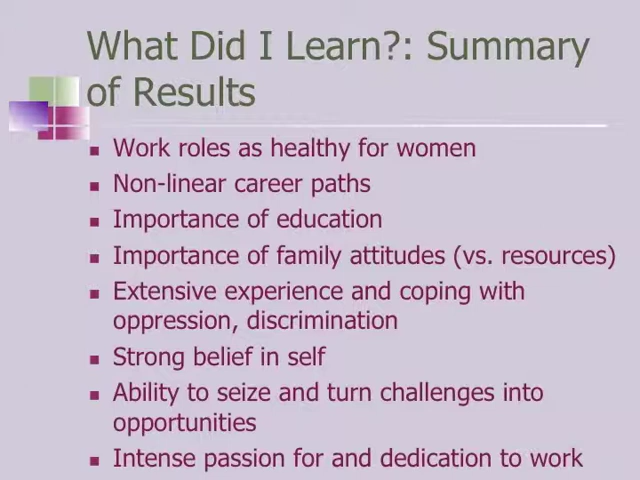 What Did I Learn?: Summary
of Results
Work roles as healthy for women
Non-linear career paths
Importance of education
Importance of family attitudes (vs. resources)
Extensive experience and coping with
oppression, discrimination
Strong belief in self
Ability to seize and turn challenges into
opportunities
Intense passion for and dedication to work